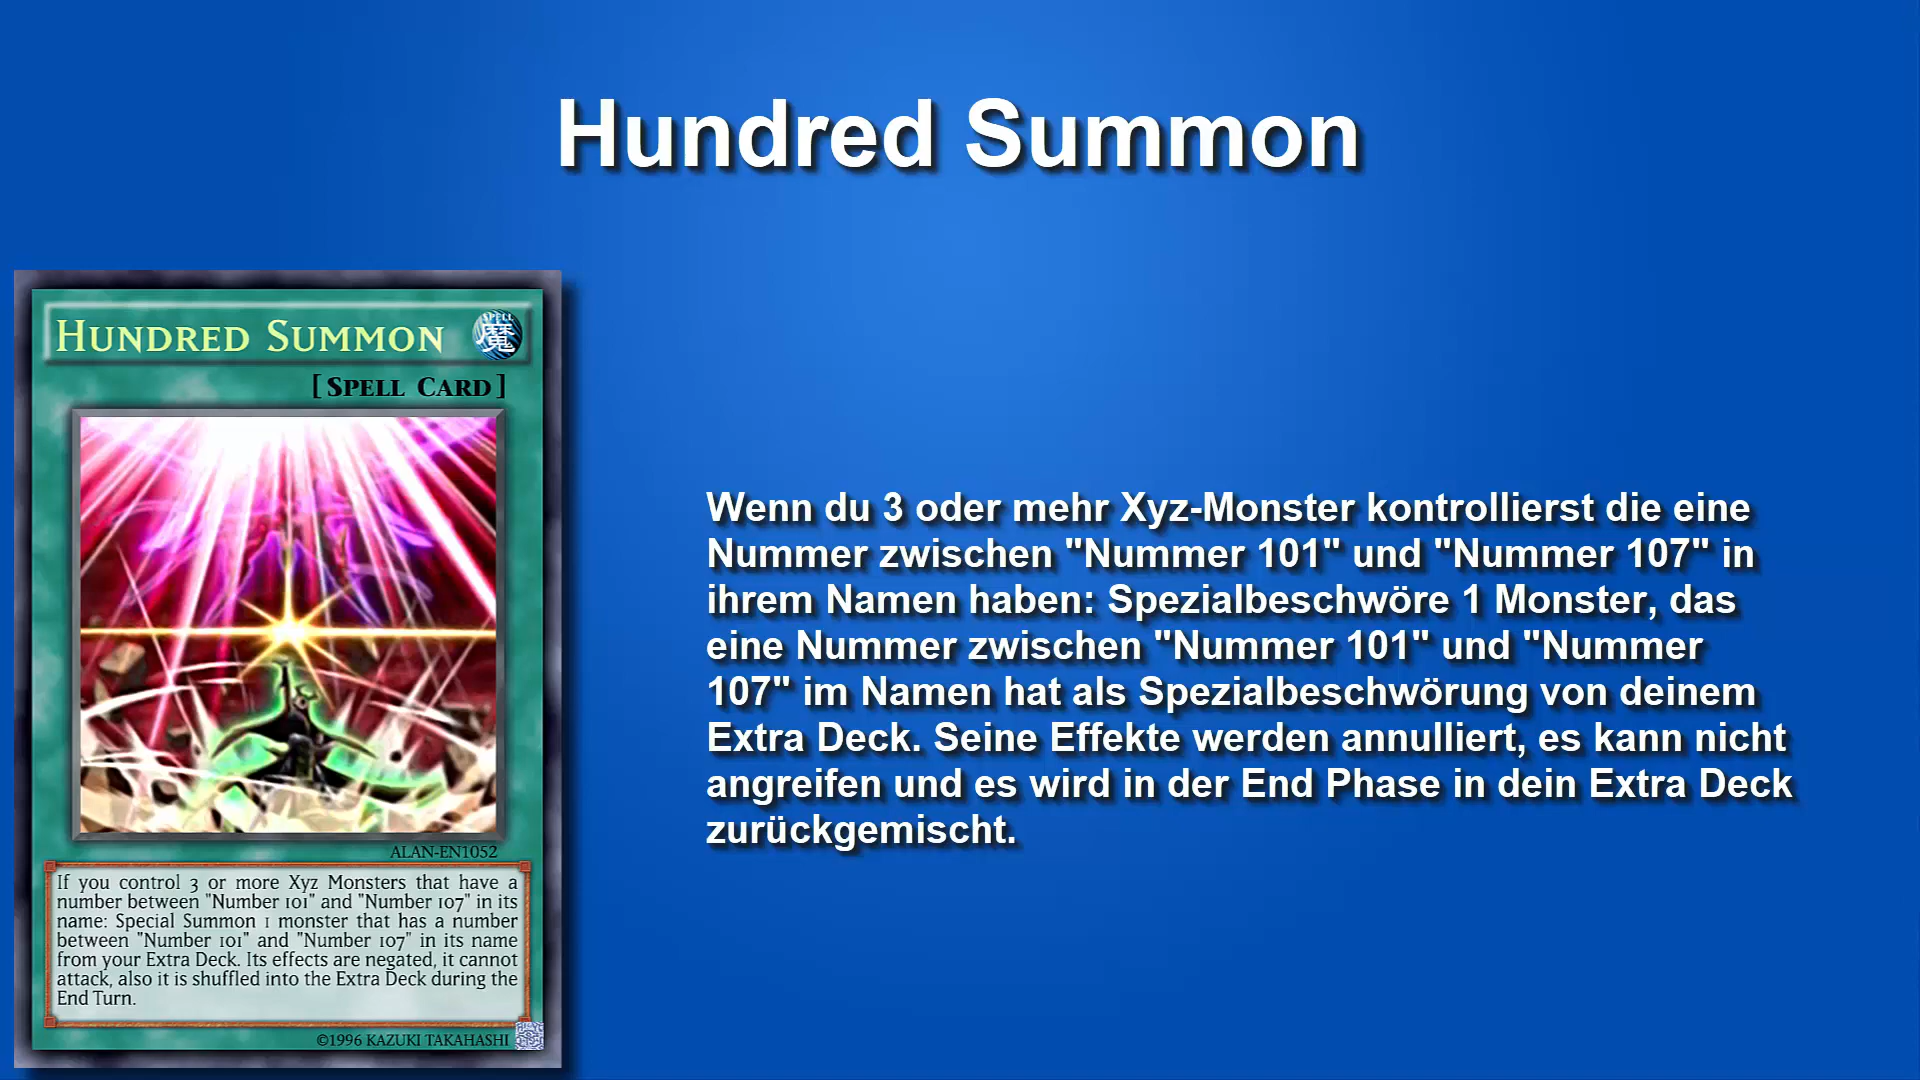 Hundred Summon
HUNDRED SUMMON
SPELL
魔
[SPELL CARD]
ALAN-EN1052
If you control 3 or more Xyz Monsters that have a
number between "Number 101" and "Number 107" in its
name: Special Summon 1 monster that has a number
between "Number 101" and "Number 107" in its name
from your Extra Deck. Its effects are negated, it cannot
attack, also it is shuffled into the Extra Deck during the
End Turn.
©1996 KAZUKI TAKAHASHI
Wenn du 3 oder mehr Xyz-Monster kontrollierst die eine
Nummer zwischen "Nummer 101" und "Nummer 107" in
ihrem Namen haben: Spezialbeschwöre 1 Monster, das
eine Nummer zwischen "Nummer 101" und "Nummer
107" im Namen hat als Spezialbeschwörung von deinem
Extra Deck. Seine Effekte werden annulliert, es kann nicht
angreifen und es wird in der End Phase in dein Extra Deck
zurückgemischt.